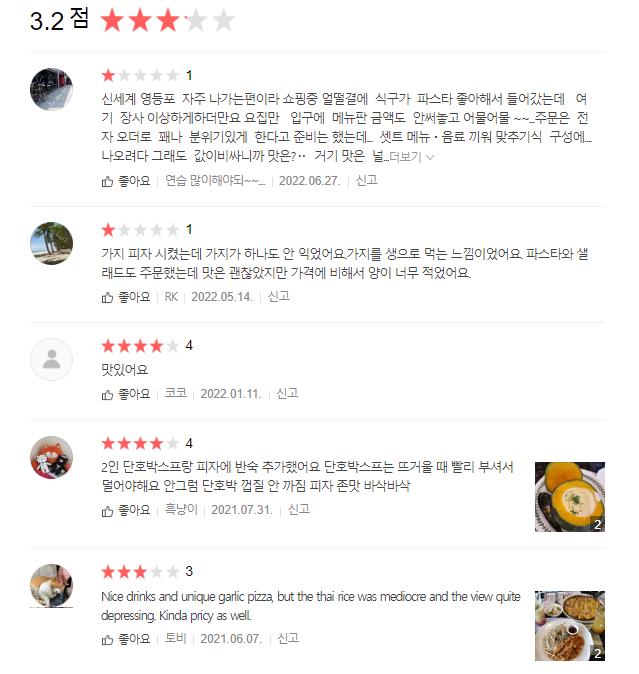 3.2 점
1
신세계 영등포 자주 나가는편이라 쇼핑중 얼떨결에 식구가 파스타 좋아해서 들어갔는데 여
기 장사 이상하게하더만요 요집만 입구에 메뉴판 금액도 안써놓고 어물어물 ~~_주문은 전
자 오더로 꽤나 분위기있게 한다고 준비는 했는데... 셋트 메뉴·음료 끼워 맞추기식 구성에...
나오려다 그래도 값이비싸니까 맛은?·· 거기 맛은 널...더보기
좋아요 연습 많이해야되~~... 2022.06.27. 신고
1
가지 피자 시켰는데 가지가 하나도 안 익었어요.가지를 생으로 먹는 느낌이었어요. 파스타와 샐
래드도 주문했는데 맛은 괜찮았지만 가격에 비해서 양이 너무 적었어요.
좋아요 RK 2022.05.14. 신고
4
맛있어요
좋아요 코코 2022.01.11. 신고
4
2인 단호박스프랑 피자에 반숙 추가했어요 단호박스프는 뜨거울 때 빨리 부셔서
덜어야해요 안그럼 단호박 껍질 안 까짐 피자 존맛 바삭바삭
좋아요 흑냥이 2021.07.31. 신고
2
3
Nice drinks and unique garlic pizza, but the thai rice was mediocre and the view quite
depressing. Kinda pricy as well.
좋아요 토비 2021.06.07. 신고
2